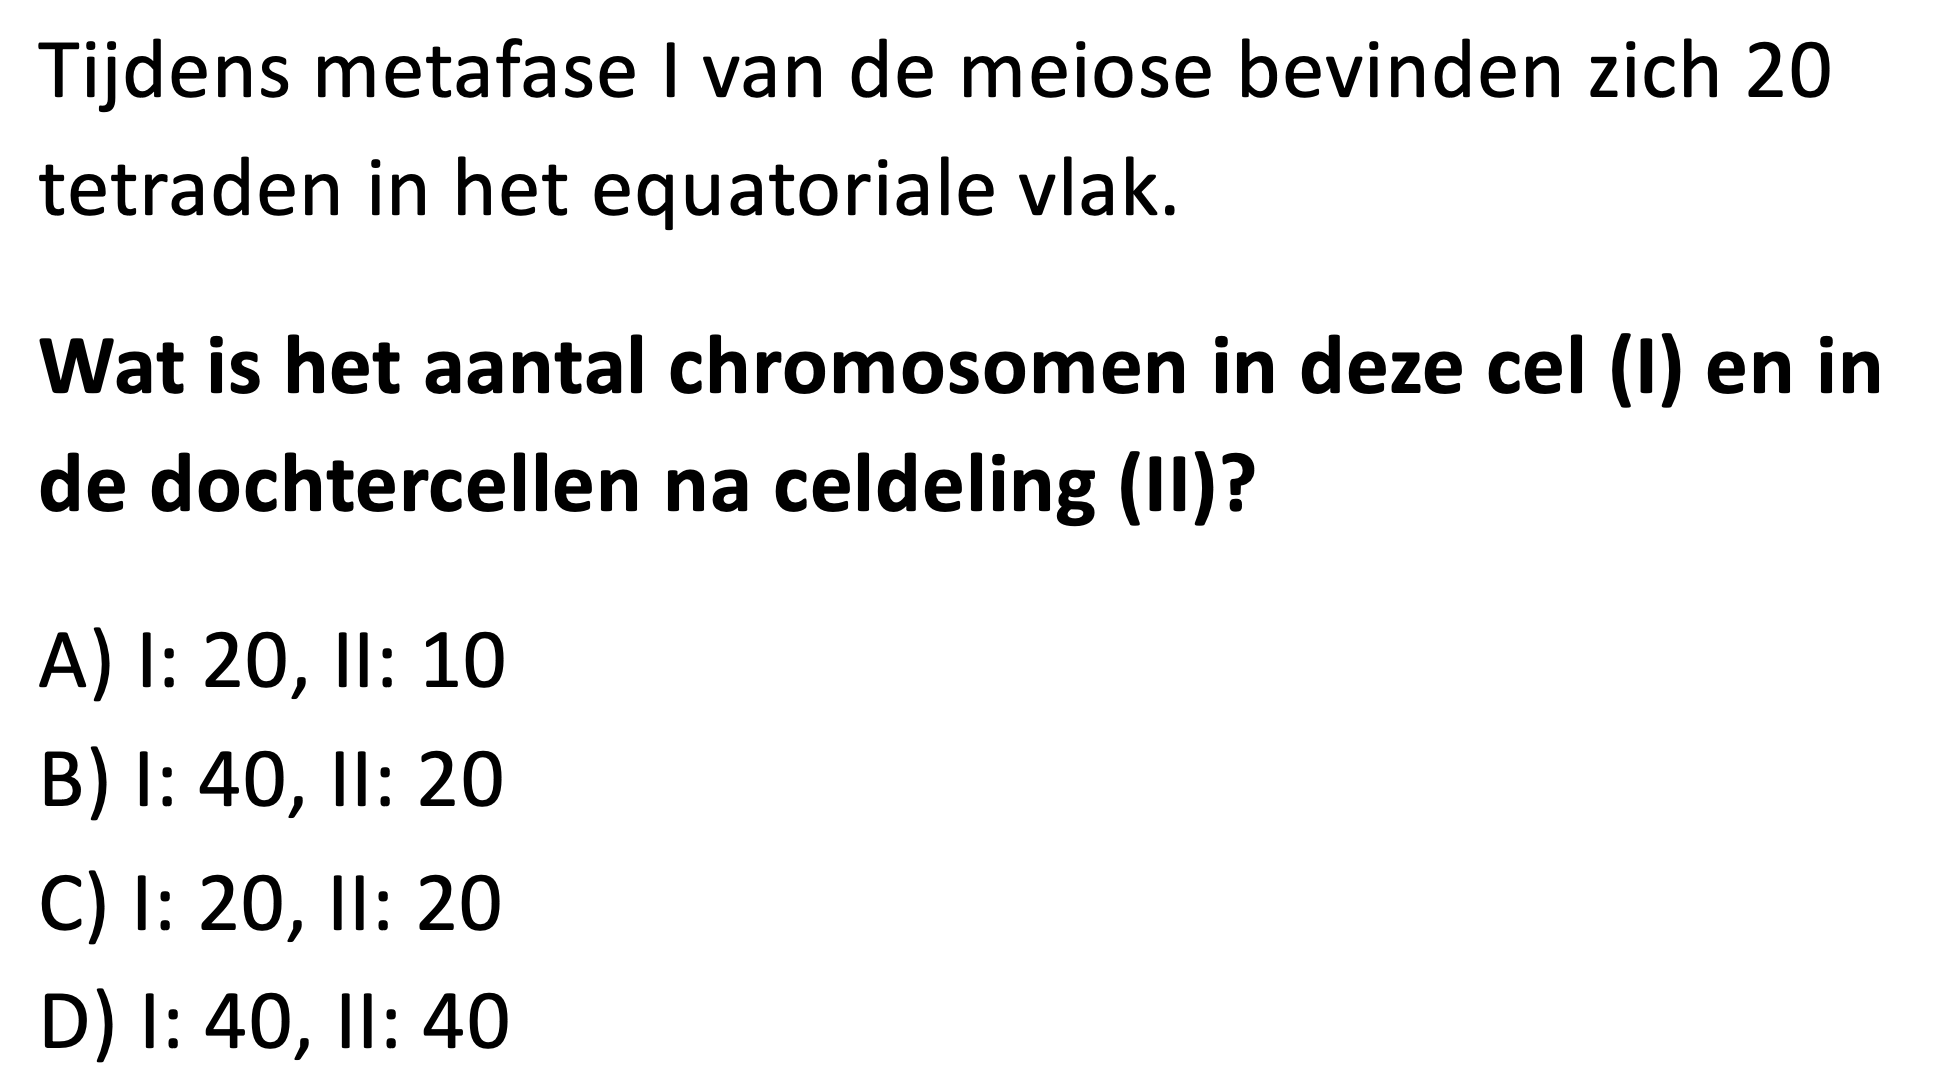 Tijdens metafase I van de meiose bevinden zich 20
tetraden in het equatoriale vlak.
Wat is het aantal chromosomen in deze cel (I) en in
de dochtercellen na celdeling (II)?
A) I: 20, II: 10
B) I: 40, II: 20
C) I: 20, II: 20
D) I: 40, II: 40